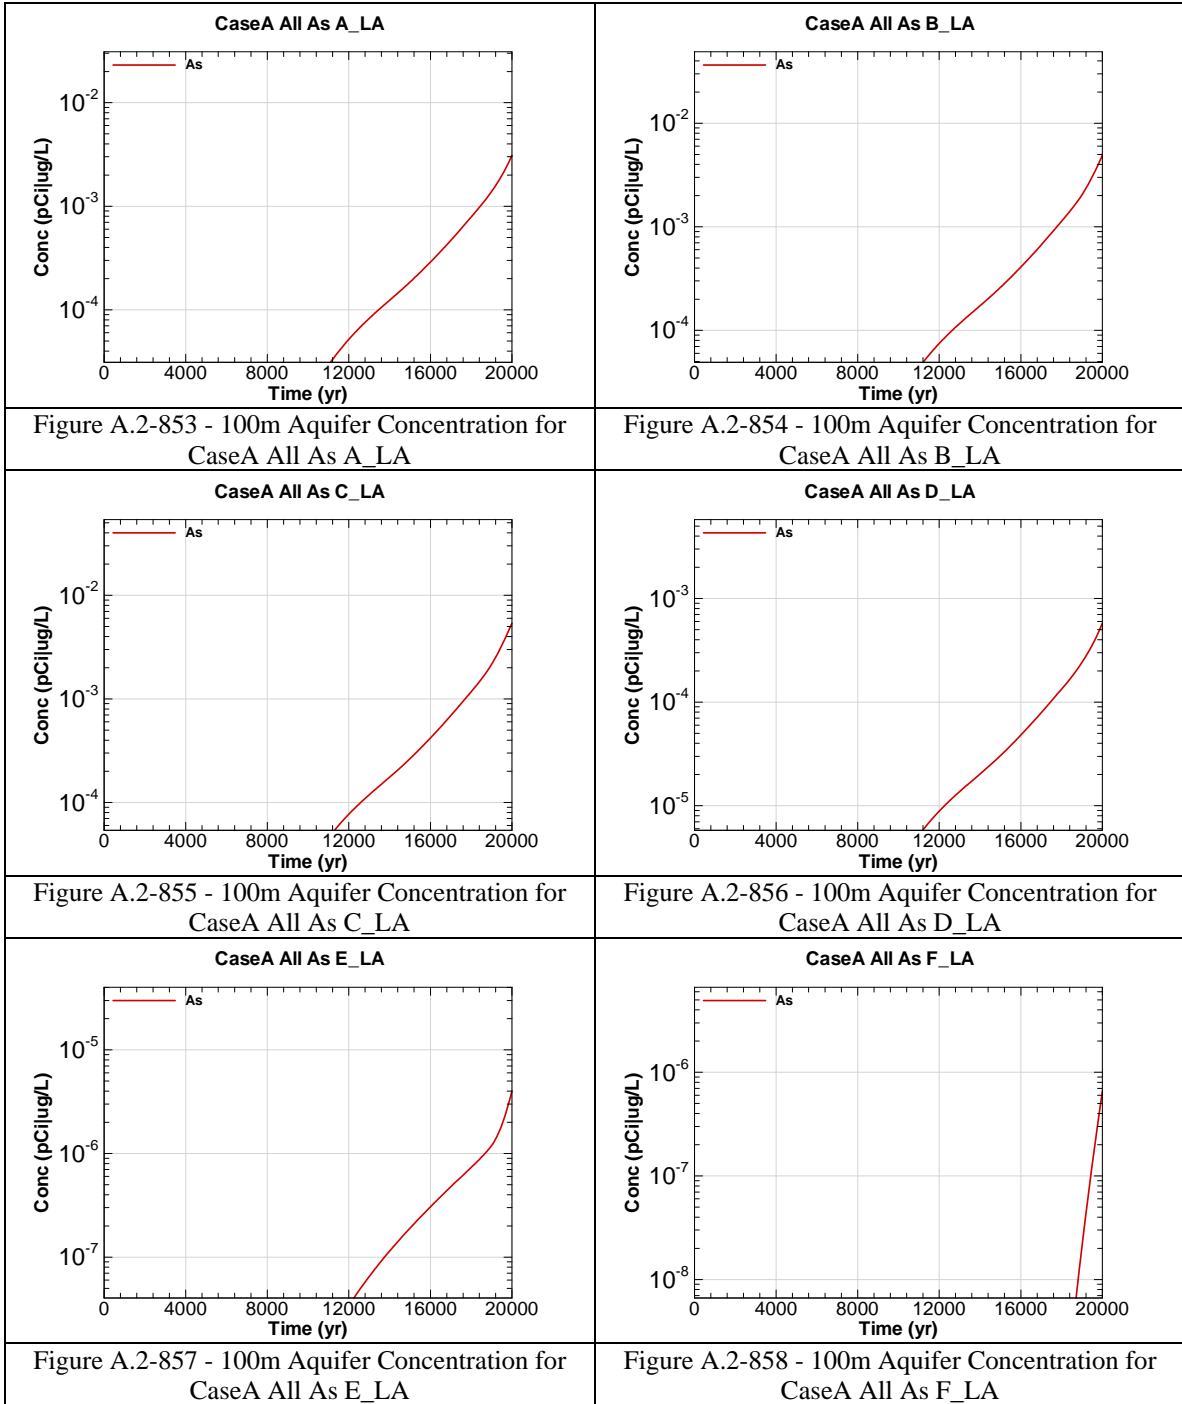 CaseA All As A_LA
As
10-2
10-3
10-4
Conc (pCi|ug/L)
0 4000 8000 12000 16000 20000
Time (yr)
Figure A.2-853 - 100m Aquifer Concentration for
CaseA All As A_LA
CaseA All As B_LA
As
10-2
10-3
10-4
Conc (pCi|ug/L)
0 4000 8000 12000 16000 20000
Time (yr)
Figure A.2-854 - 100m Aquifer Concentration for
CaseA All As B_LA
CaseA All As C_LA
As
10-2
10-3
10-4
Conc (pCi|ug/L)
0 4000 8000 12000 16000 20000
Time (yr)
Figure A.2-855 - 100m Aquifer Concentration for
CaseA All As C_LA
CaseA All As D_LA
As
10-3
10-4
10-5
Conc (pCi|ug/L)
0 4000 8000 12000 16000 20000
Time (yr)
Figure A.2-856 - 100m Aquifer Concentration for
CaseA All As D_LA
CaseA All As E_LA
As
10-5
10-6
10-7
Conc (pCi|ug/L)
0 4000 8000 12000 16000 20000
Time (yr)
Figure A.2-857 - 100m Aquifer Concentration for
CaseA All As E_LA
CaseA All As F_LA
As
10-6
10-7
10-8
Conc (pCi|ug/L)
0 4000 8000 12000 16000 20000
Time (yr)
Figure A.2-858 - 100m Aquifer Concentration for
CaseA All As F_LA